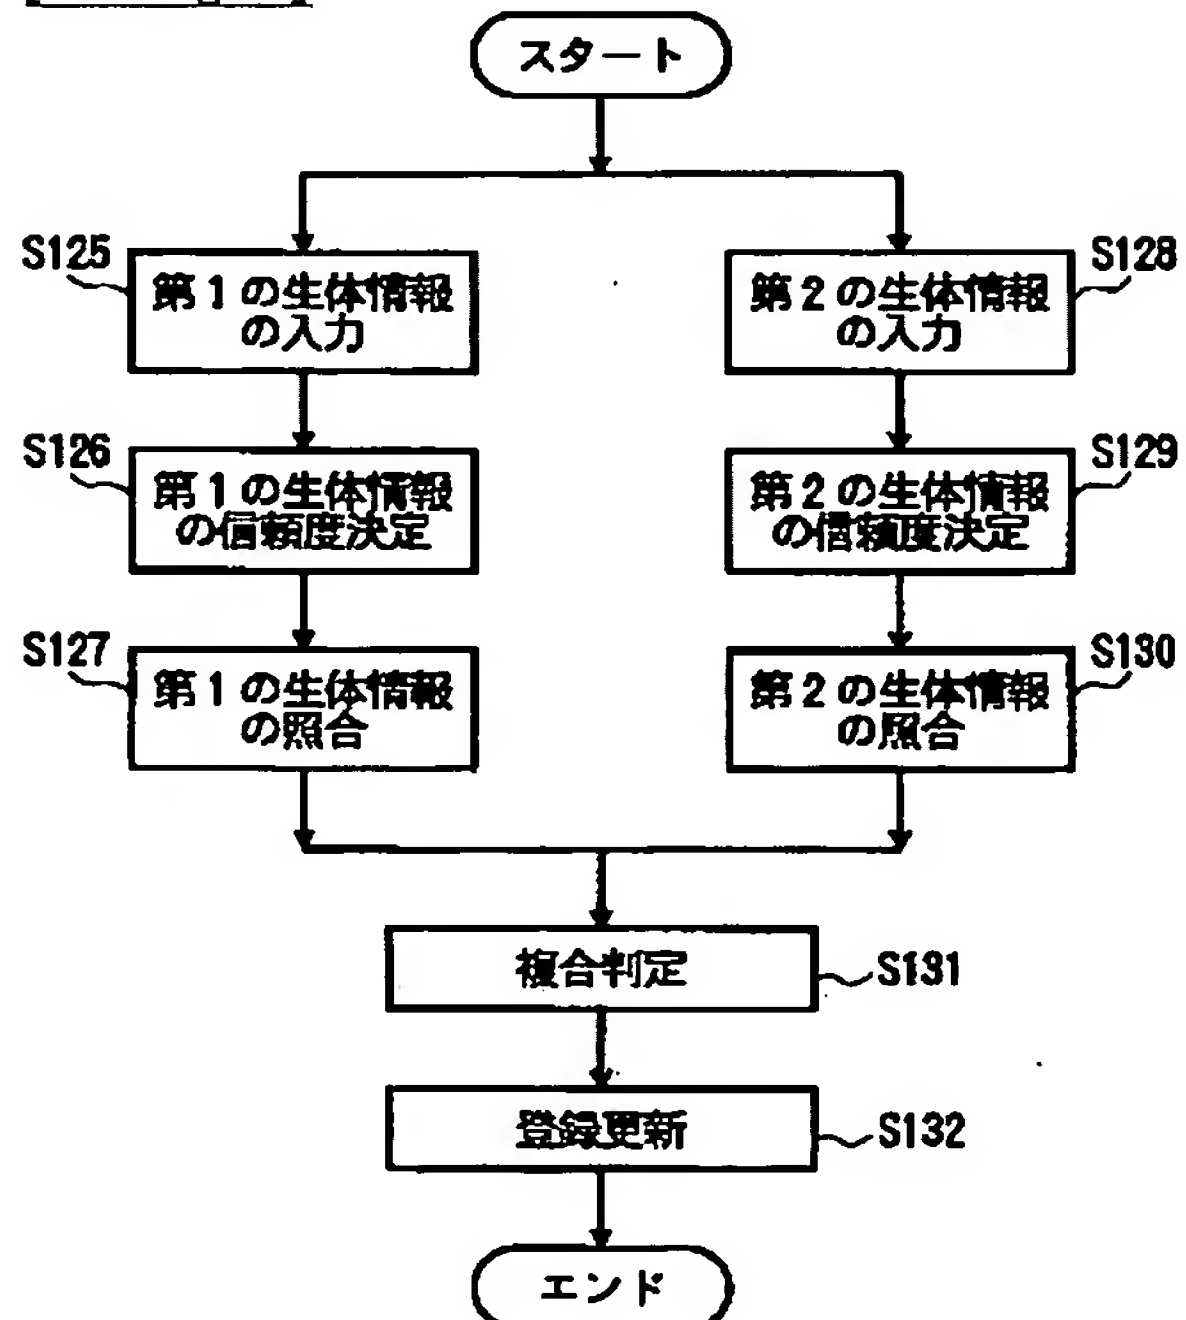 スタート
S125
第1の生体情報
の入力
S128
第2の生体情報
の入力
S126
第1の生体情報
の信頼度決定
S129
第2の生体情報
の信頼度決定
S127
第1の生体情報
の照合
S130
第2の生体情報
の照合
複合判定
S131
登録更新
S132
エンド